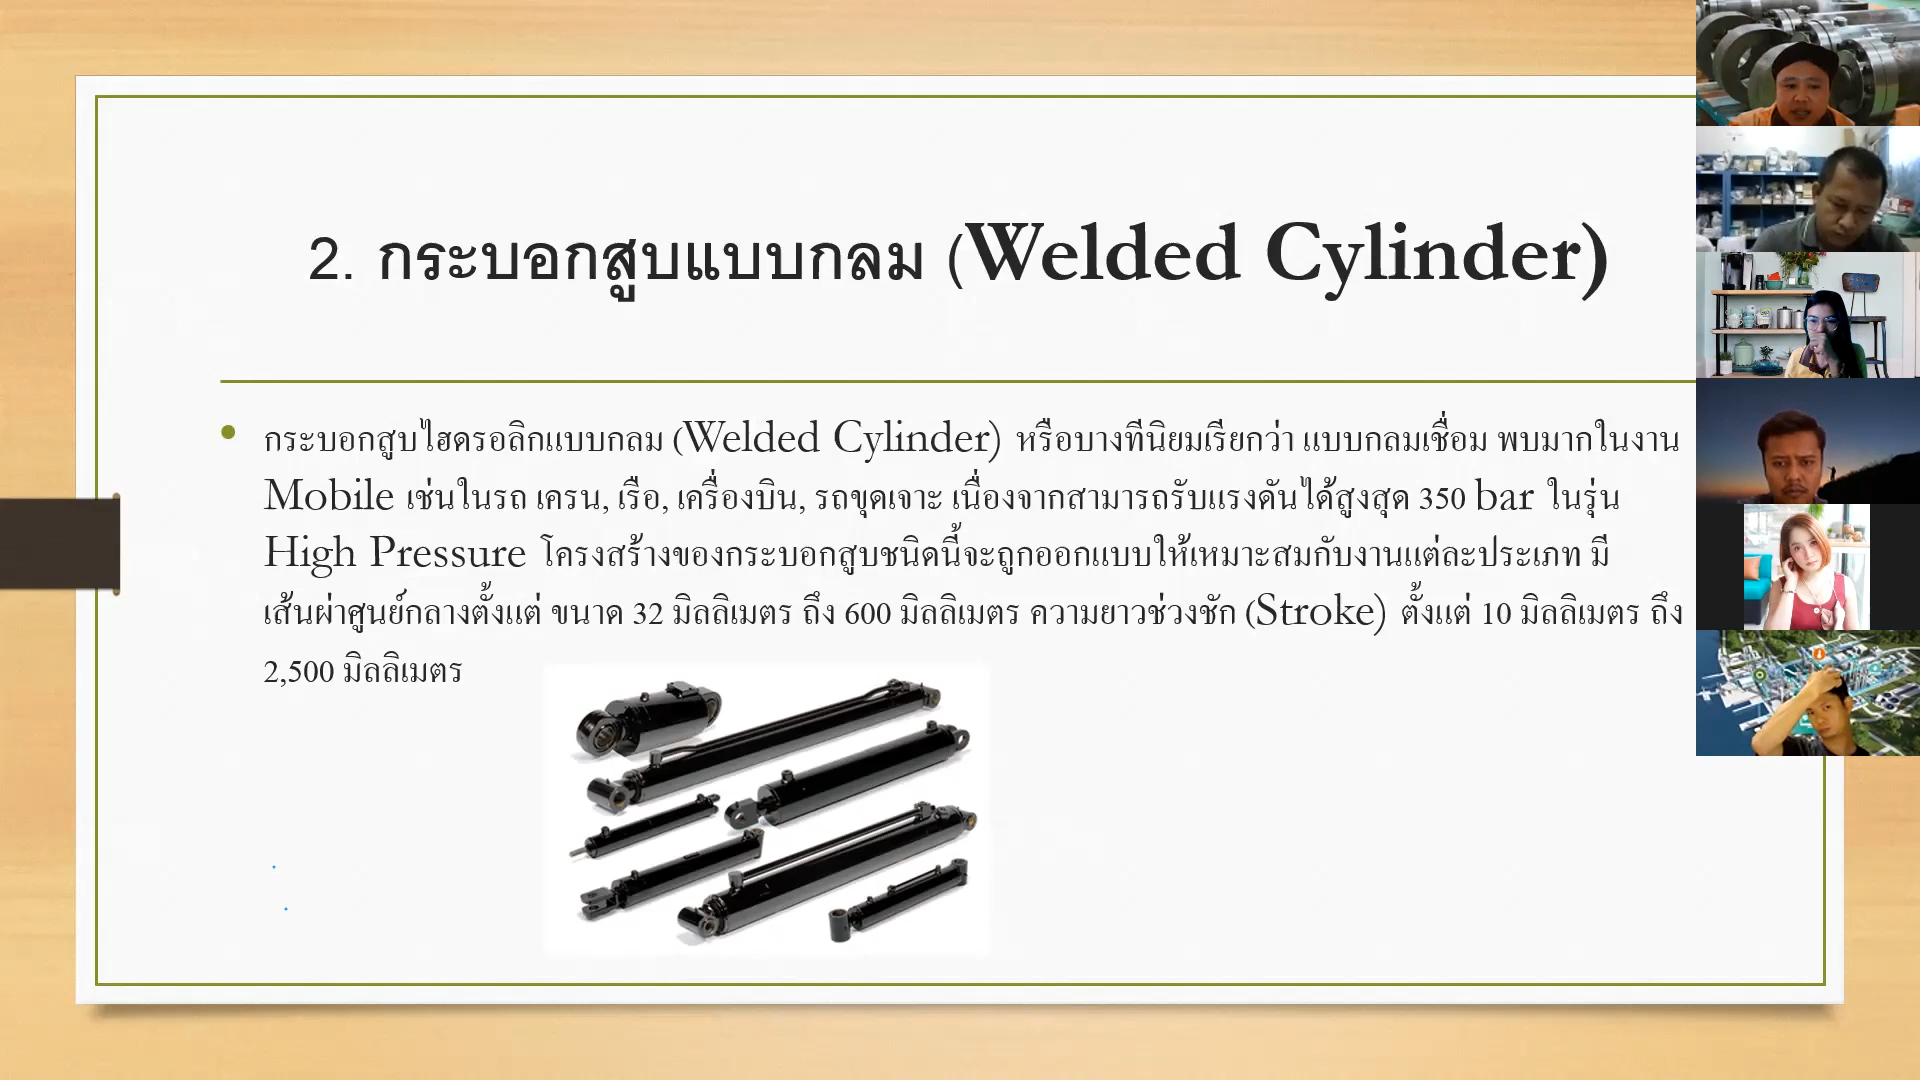 2. กระบอกสูบแบบกลม (Welded Cylinder)
กระบอกสูบไฮดรอลิกแบบกลม (Welded Cylinder) หรือบางทีนิยมเรียกว่า แบบกลมเชื่อม พบมากในงาน
Mobile เช่นในรถ เครน, เรือ, เครื่องบิน, รถขุดเจาะ เนื่องจากสามารถรับแรงดันได้สูงสุด 350 bar ในรุ่น
High Pressure โครงสร้างของกระบอกสูบชนิดนี้จะถูกออกแบบให้เหมาะสมกับงานแต่ละประเภท มี
เส้นผ่าศูนย์กลางตั้งแต่ ขนาด 32 มิลลิเมตร ถึง 600 มิลลิเมตร ความยาวช่วงชัก (Stroke) ตั้งแต่ 10 มิลลิเมตร ถึง
2,500 มิลลิเมตร